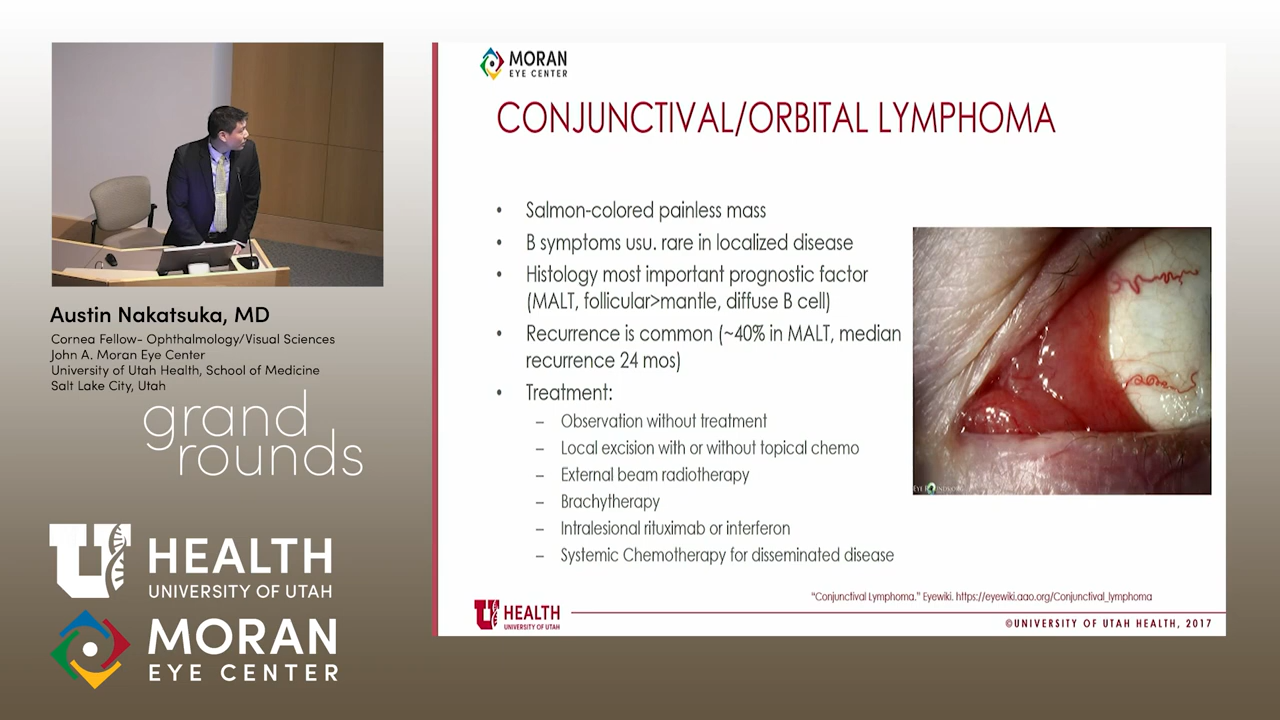 Austin Nakatsuka, MD
Cornea Fellow- Ophthalmology/Visual Sciences
John A. Moran Eye Center
University of Utah Health, School of Medicine
Salt Lake City, Utah
grand
rounds
U
HEALTH
UNIVERSITY OF UTAH
MORAN
EYE CENTER
MORAN
EYE CENTER
CONJUNCTIVAL/ORBITAL LYMPHOMA
• Salmon-colored painless mass
• B symptoms usu. rare in localized disease
• Histology most important prognostic factor
(MALT, follicular>mantle, diffuse B cell)
• Recurrence is common (~40% in MALT, median
recurrence 24 mos)
• Treatment:
– Observation without treatment
– Local excision with or without topical chemo
– External beam radiotherapy
– Brachytherapy
– Intralesional rituximab or interferon
– Systemic Chemotherapy for disseminated disease
"Conjunctival Lymphoma." Eyewiki. https://eyewiki.aao.org/Conjunctival_lymphoma
U HEALTH
UNIVERSITY OF UTAH
©UNIVERSITY OF UTAH HEALTH, 2017